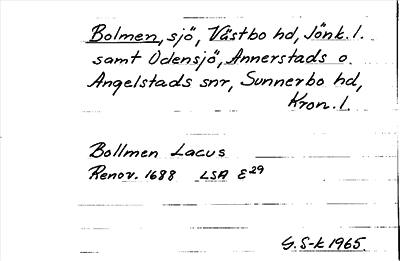 Bolmen, sjö, Västbo hd, Jönk. l.
samt Odensjö, Annerstads o.
Angelstads snr, Sunnerbo hd,
Kron. l.
Bollmen Lacus
Renov. 1688 LSA E29
G. S-k 1965.